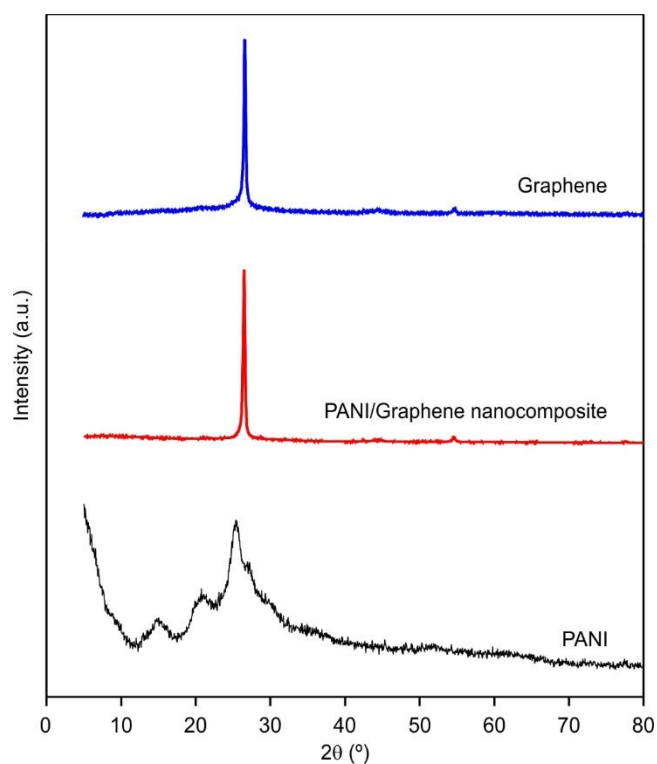 Graphene
PANI/Graphene nanocomposite
PANI
Intensity (a.u.)
0 10 20 30 40 50 60 70 80
2θ (º)